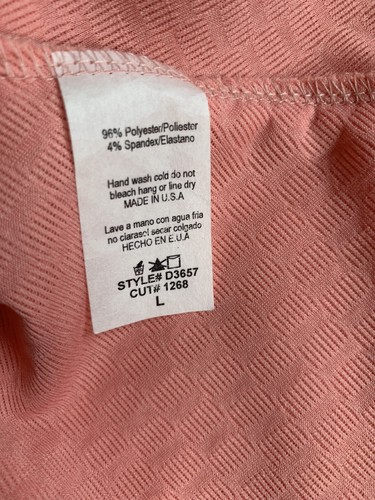 96% Polyester/Poliester
4% Spandex/Elastano
Hand wash cold do not
bleach hang or line dry
MADE IN U.S.A
Lave a mano con agua fria
no clarasol secar colgado
HECHO EN E.U.A
STYLE# D3657
CUT# 1268
L